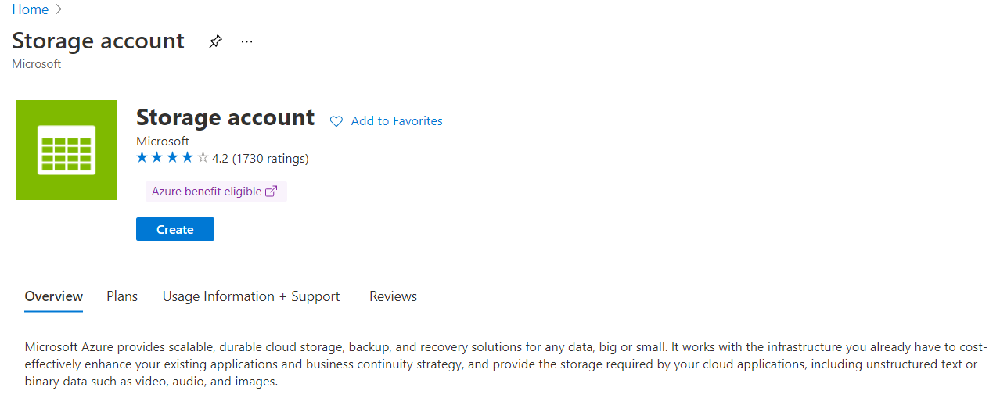 Home
Storage account
Microsoft
Storage account Add to Favorites
Microsoft
4.2 (1730 ratings)
Azure benefit eligible
Create
Overview Plans Usage Information + Support Reviews
Microsoft Azure provides scalable, durable cloud storage, backup, and recovery solutions for any data, big or small. It works with the infrastructure you already have to cost-
effectively enhance your existing applications and business continuity strategy, and provide the storage required by your cloud applications, including unstructured text or
binary data such as video, audio, and images.